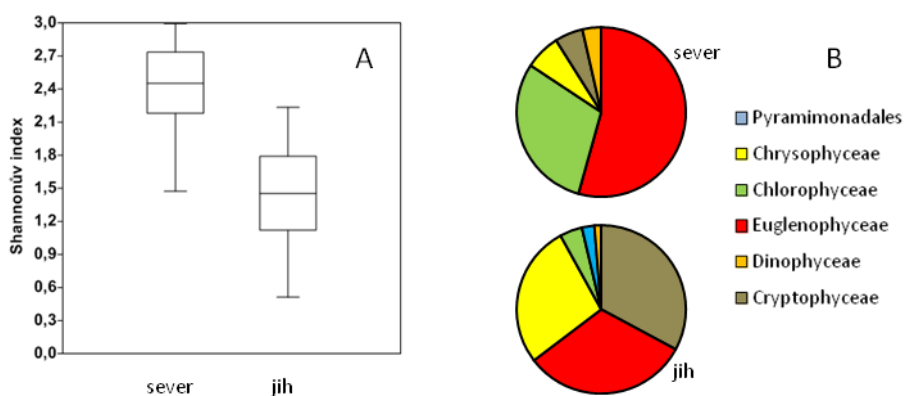 A
Shannonův index
3,0
2,7
2,4
2,1
1,8
1,5
1,2
0,9
0,6
0,3
0,0
sever
jih
B
sever
Pyramimonadales
Chrysophyceae
Chlorophyceae
Euglenophyceae
Dinophyceae
Cryptophyceae
jih